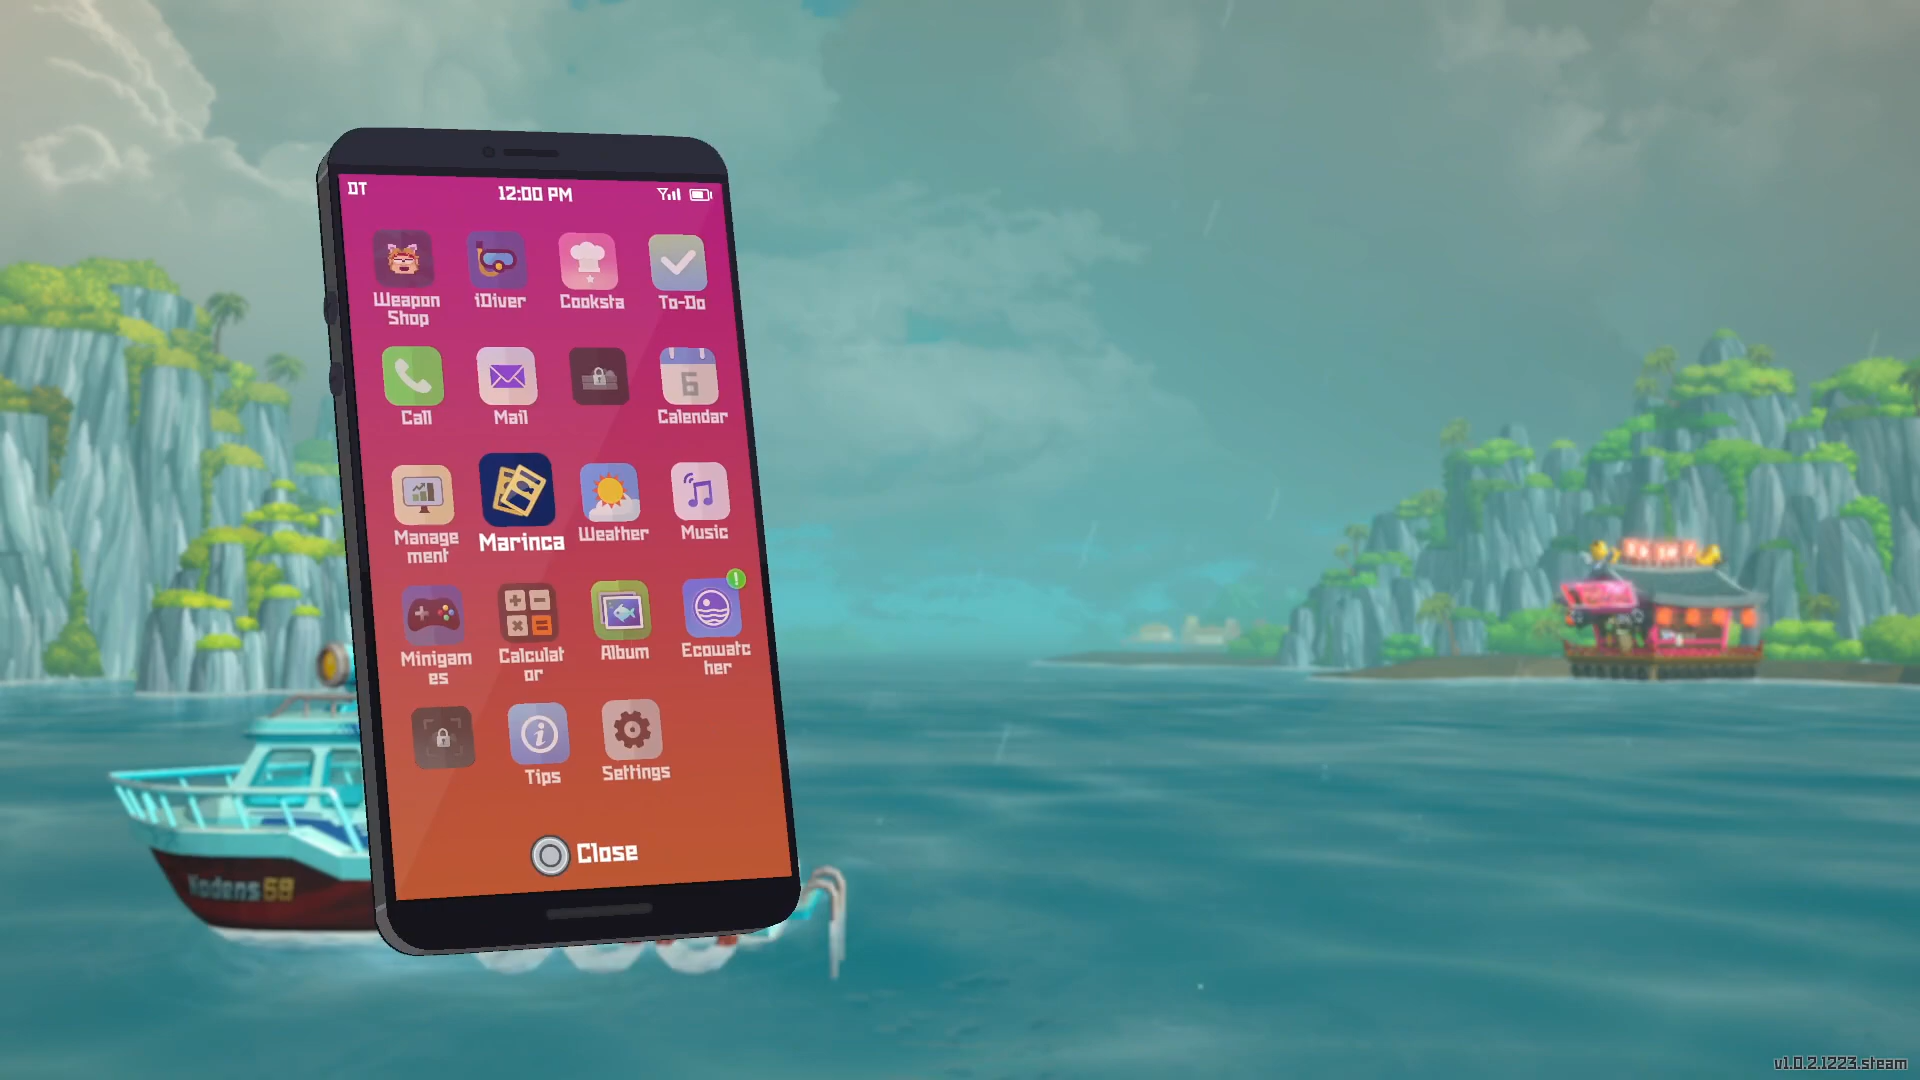 DT
12:00 PM
Weapon
Shop
iDiver
Cooksta
To-Do
Call
Mail
6
Calendar
Manage
ment
Marinca
Weather
Music
!
Minigam
es
Calculat
or
Album
Ecowatc
her
i
Tips
Settings
Close
59
v1.0.2.1223.steam